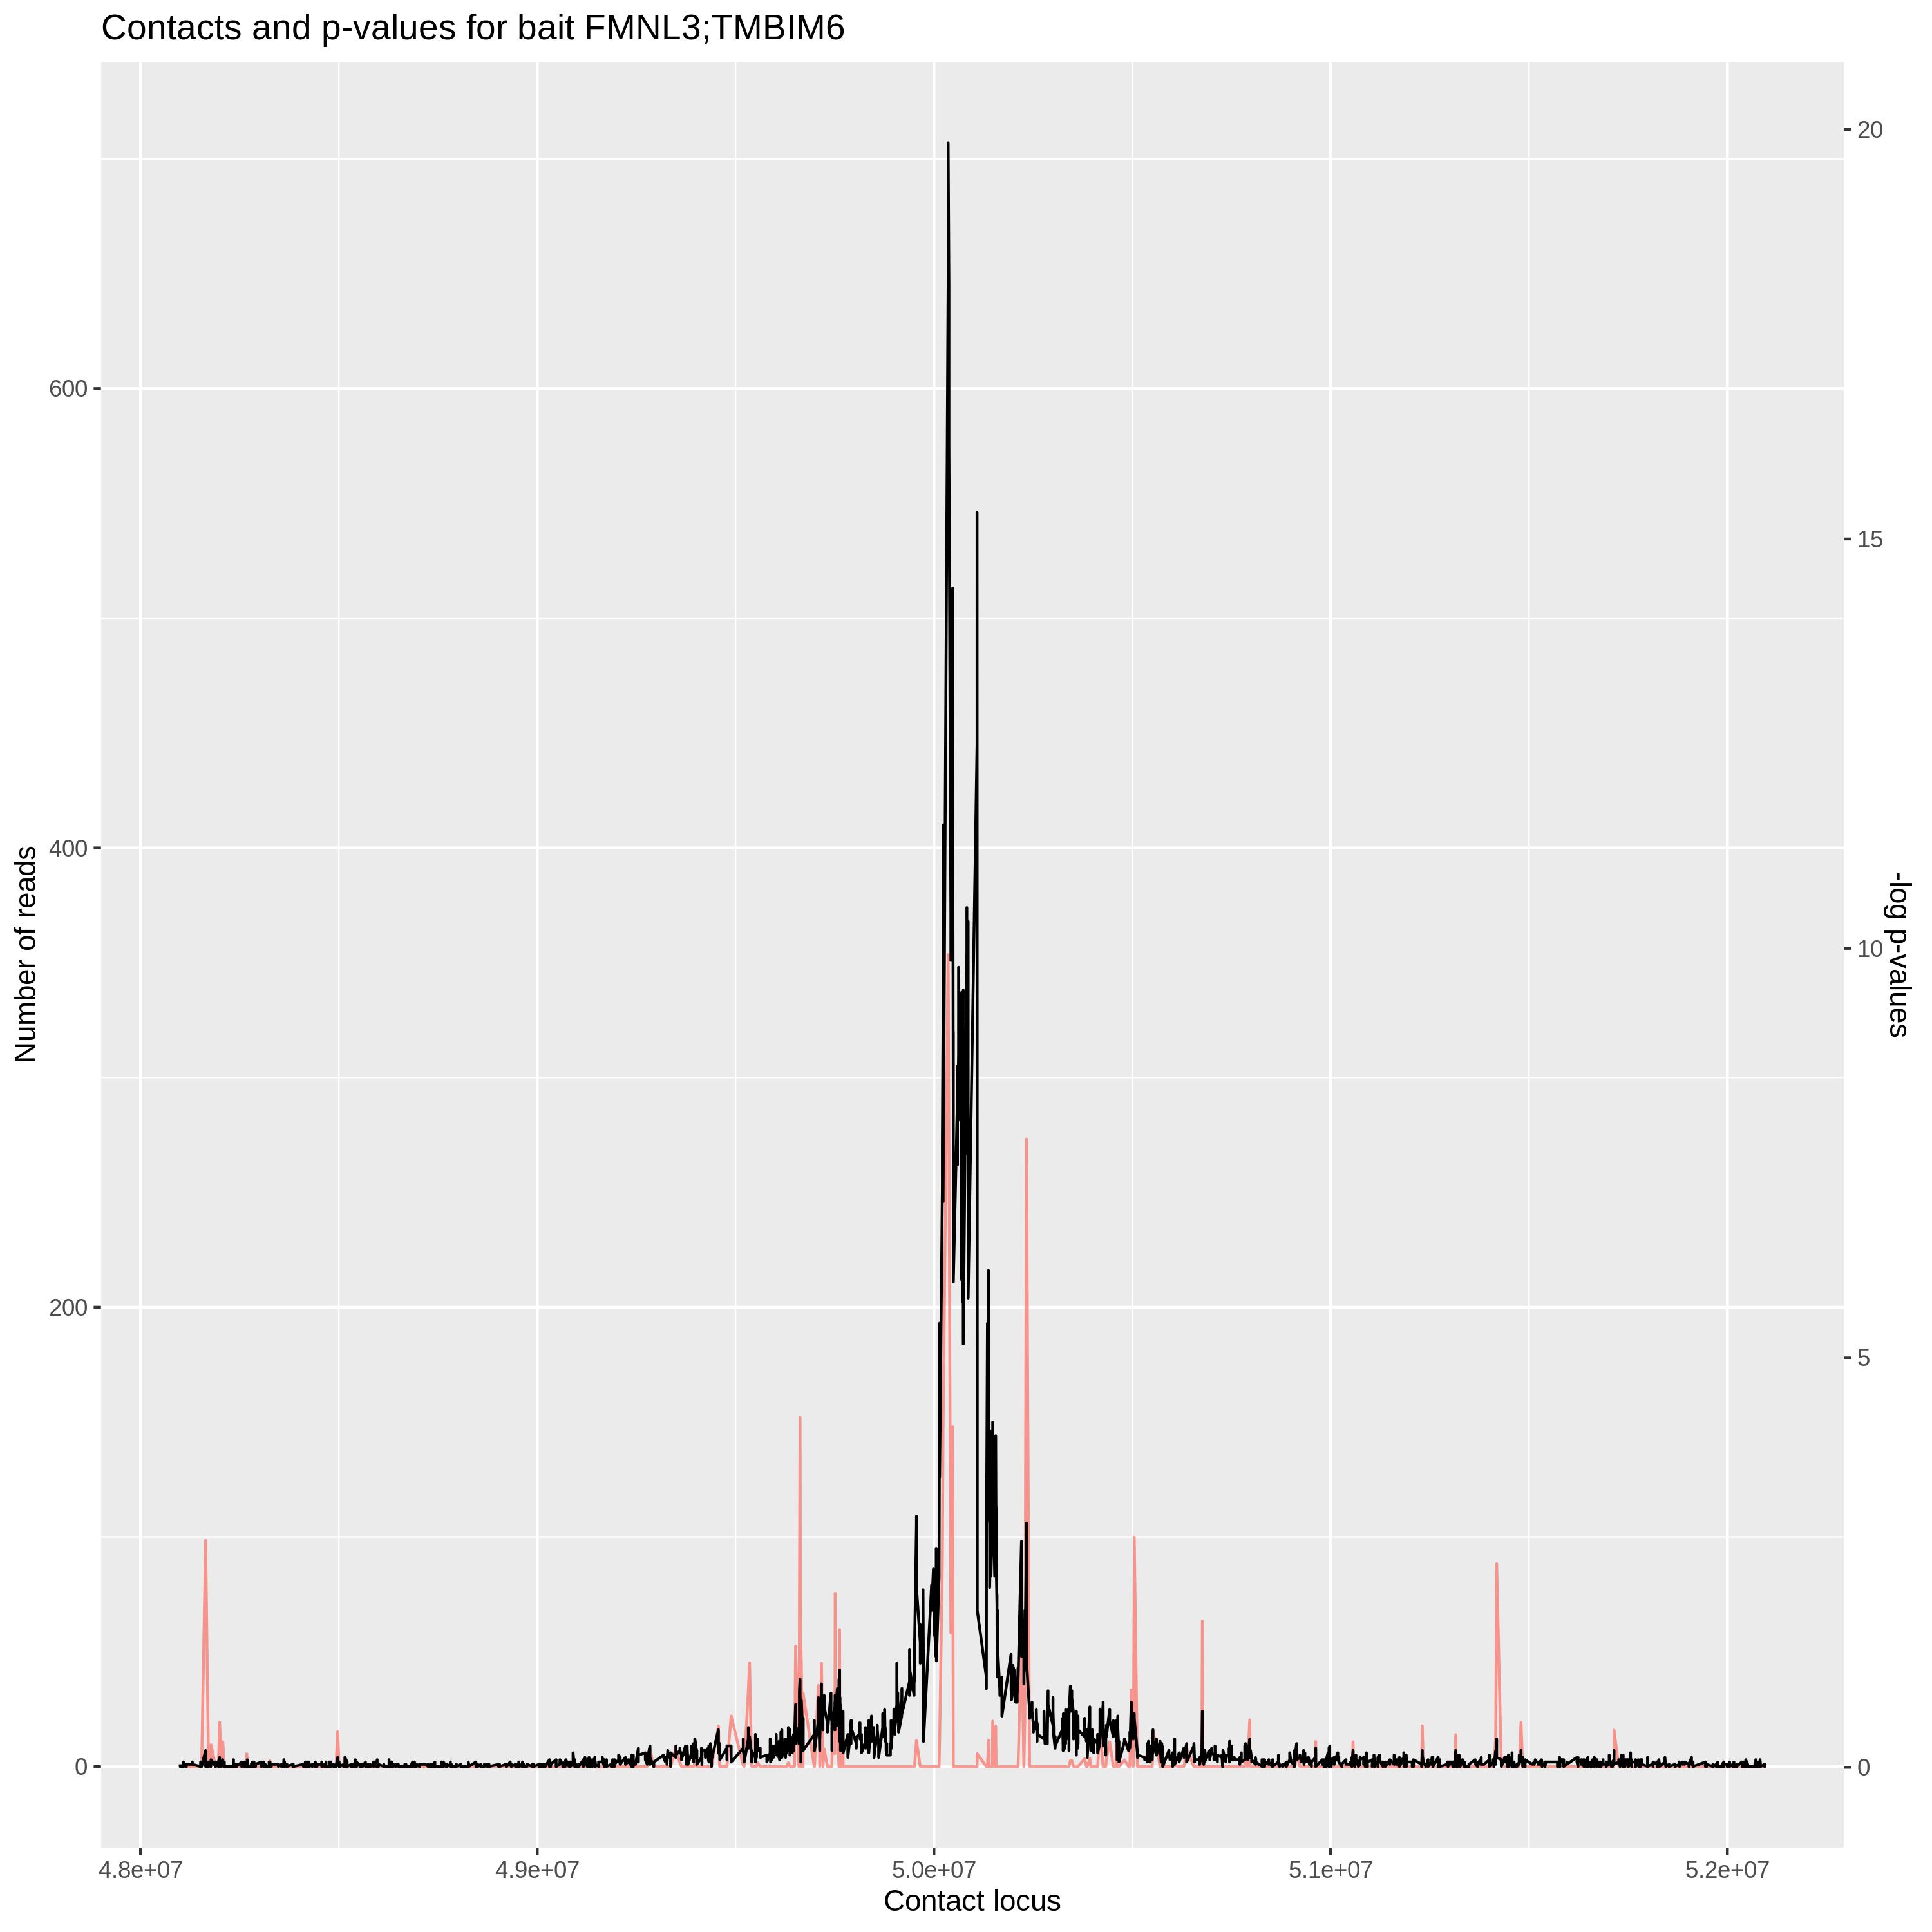 Contacts and p-values for bait FMNL3;TMBIM6
Number of reads
600
400
200
0
20
15
10
5
0
-log p-values
4.8e+07 4.9e+07 5.0e+07 5.1e+07 5.2e+07
Contact locus